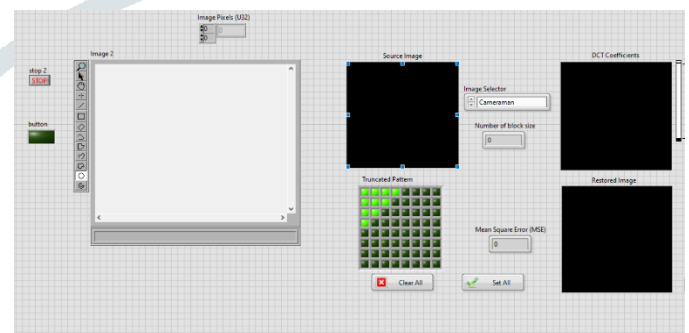 Image Pixels (U32)
0
0
0
Image 2
stop 2
STOP
button
Source Image
DCT Coefficients
Image Selector
Cameraman
Number of block size
0
Truncated Pattern
Restored Image
Mean Square Error (MSE)
0
Clear All
Set All